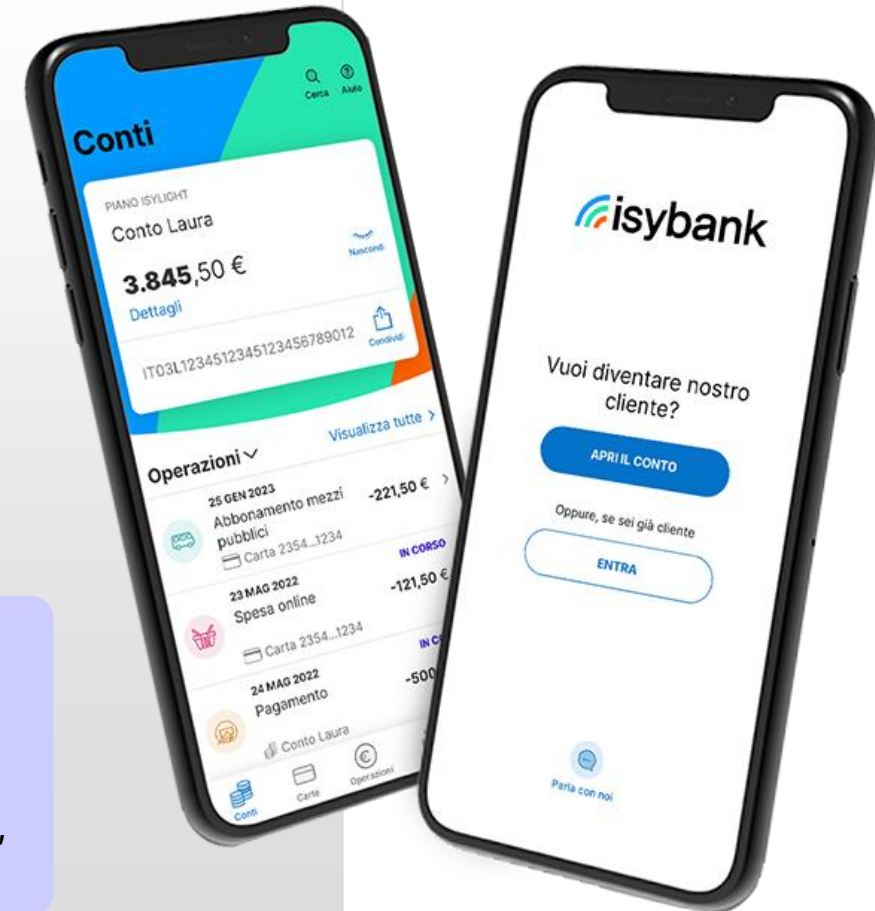 Cerca
Aiuto
Conti
PIANO ISYLIGHT
Conto Laura
3.845,50 €
Nascondi
Dettagli
IT03L1234512345123456789012
Condividi
Operazioni
Visualizza tutte >
25 GEN 2023
Abbonamento mezzi
pubblici
-221,50 €
Carta 2354...1234
IN CORSO
23 MAG 2022
Spesa online
-121,50 €
Carta 2354...1234
24 MAG 2022
Pagamento
-500
Conto Laura
Conti
Carte
Operazioni
isybank
Vuoi diventare nostro
cliente?
APRI IL CONTO
Oppure, se sei già cliente
ENTRA
Parla con noi